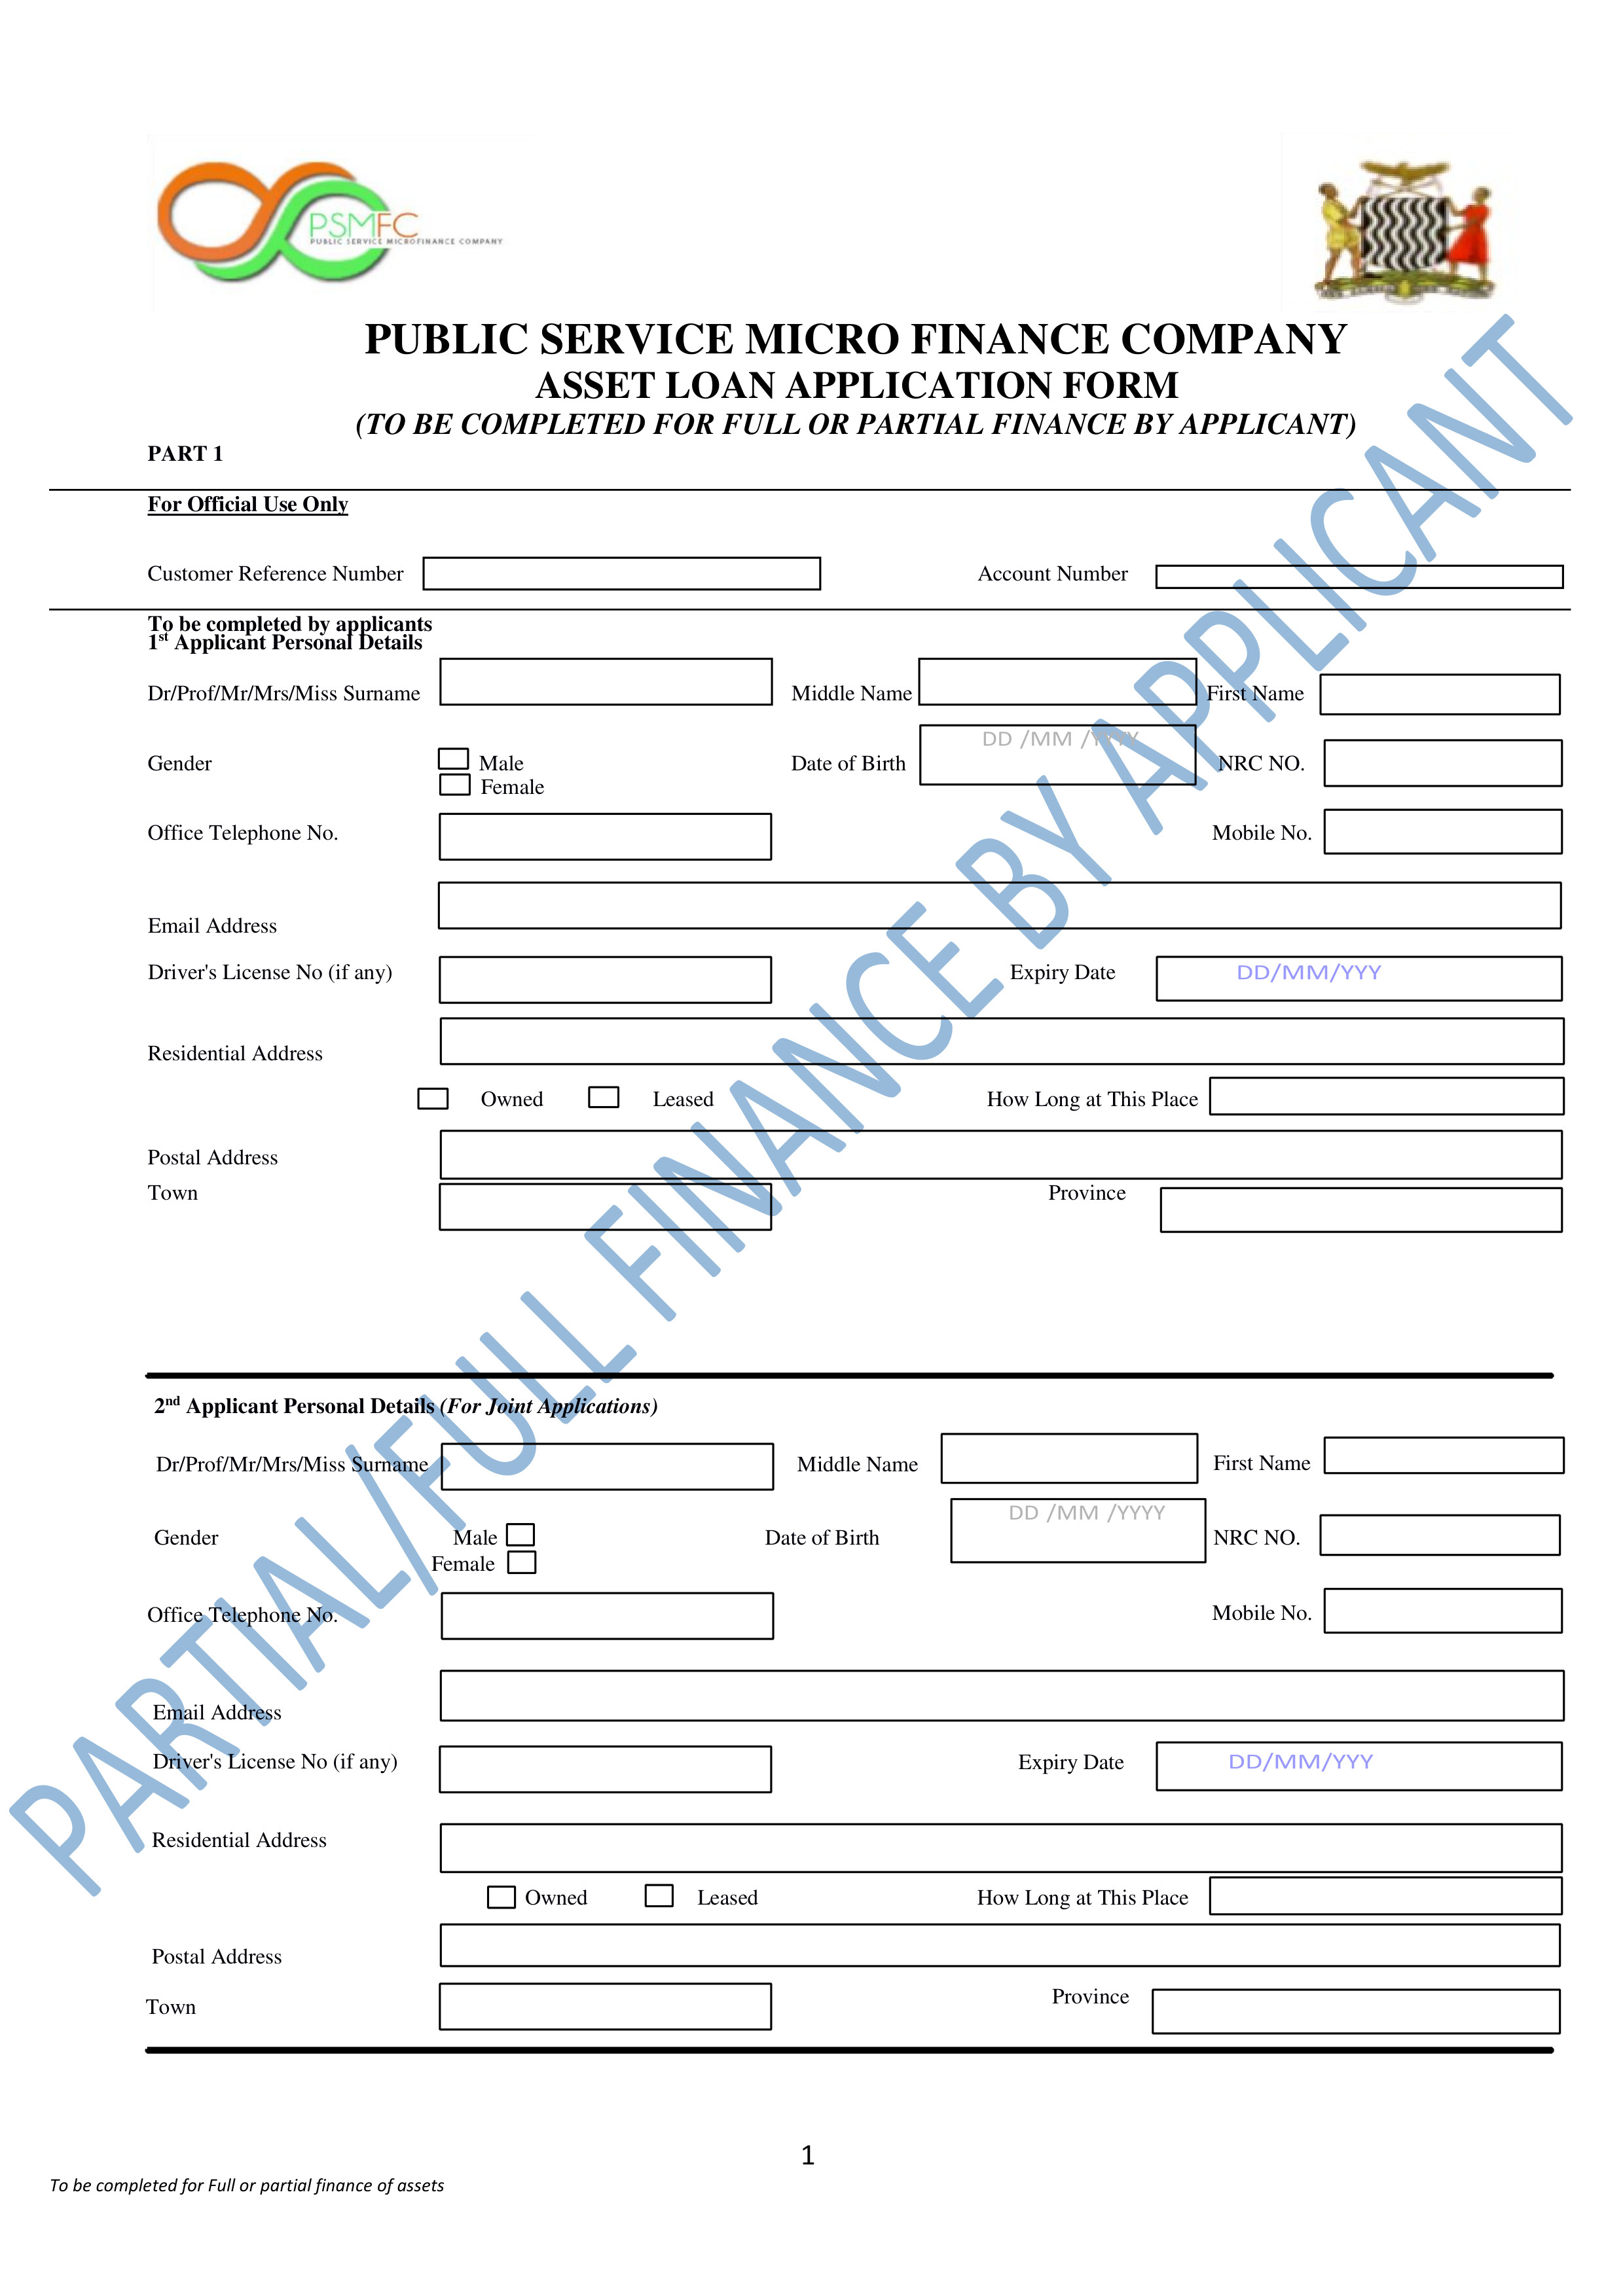 PSMFC
PUBLIC SERVICE MICROFINANCE COMPANY
PUBLIC SERVICE MICRO FINANCE COMPANY
ASSET LOAN APPLICATION FORM
(TO BE COMPLETED FOR FULL OR PARTIAL FINANCE BY APPLICANT)
PART 1
For Official Use Only
Customer Reference Number Account Number
To be completed by applicants
1st Applicant Personal Details
Dr/Prof/Mr/Mrs/Miss Surname Middle Name First Name
Gender Male Date of Birth DD /MM /YYYY NRC NO.
Female
Office Telephone No. Mobile No.
Email Address
Driver's License No (if any) Expiry Date DD/MM/YYY
Residential Address
Owned Leased How Long at This Place
Postal Address
Town Province
2nd Applicant Personal Details (For Joint Applications)
Dr/Prof/Mr/Mrs/Miss Surname Middle Name First Name
Gender Male Date of Birth DD /MM /YYYY NRC NO.
Female
Office Telephone No. Mobile No.
Email Address
Driver's License No (if any) Expiry Date DD/MM/YYY
Residential Address
Owned Leased How Long at This Place
Postal Address
Town Province
PARTIAL/FULL FINANCE BY APPLICANT
1
To be completed for Full or partial finance of assets